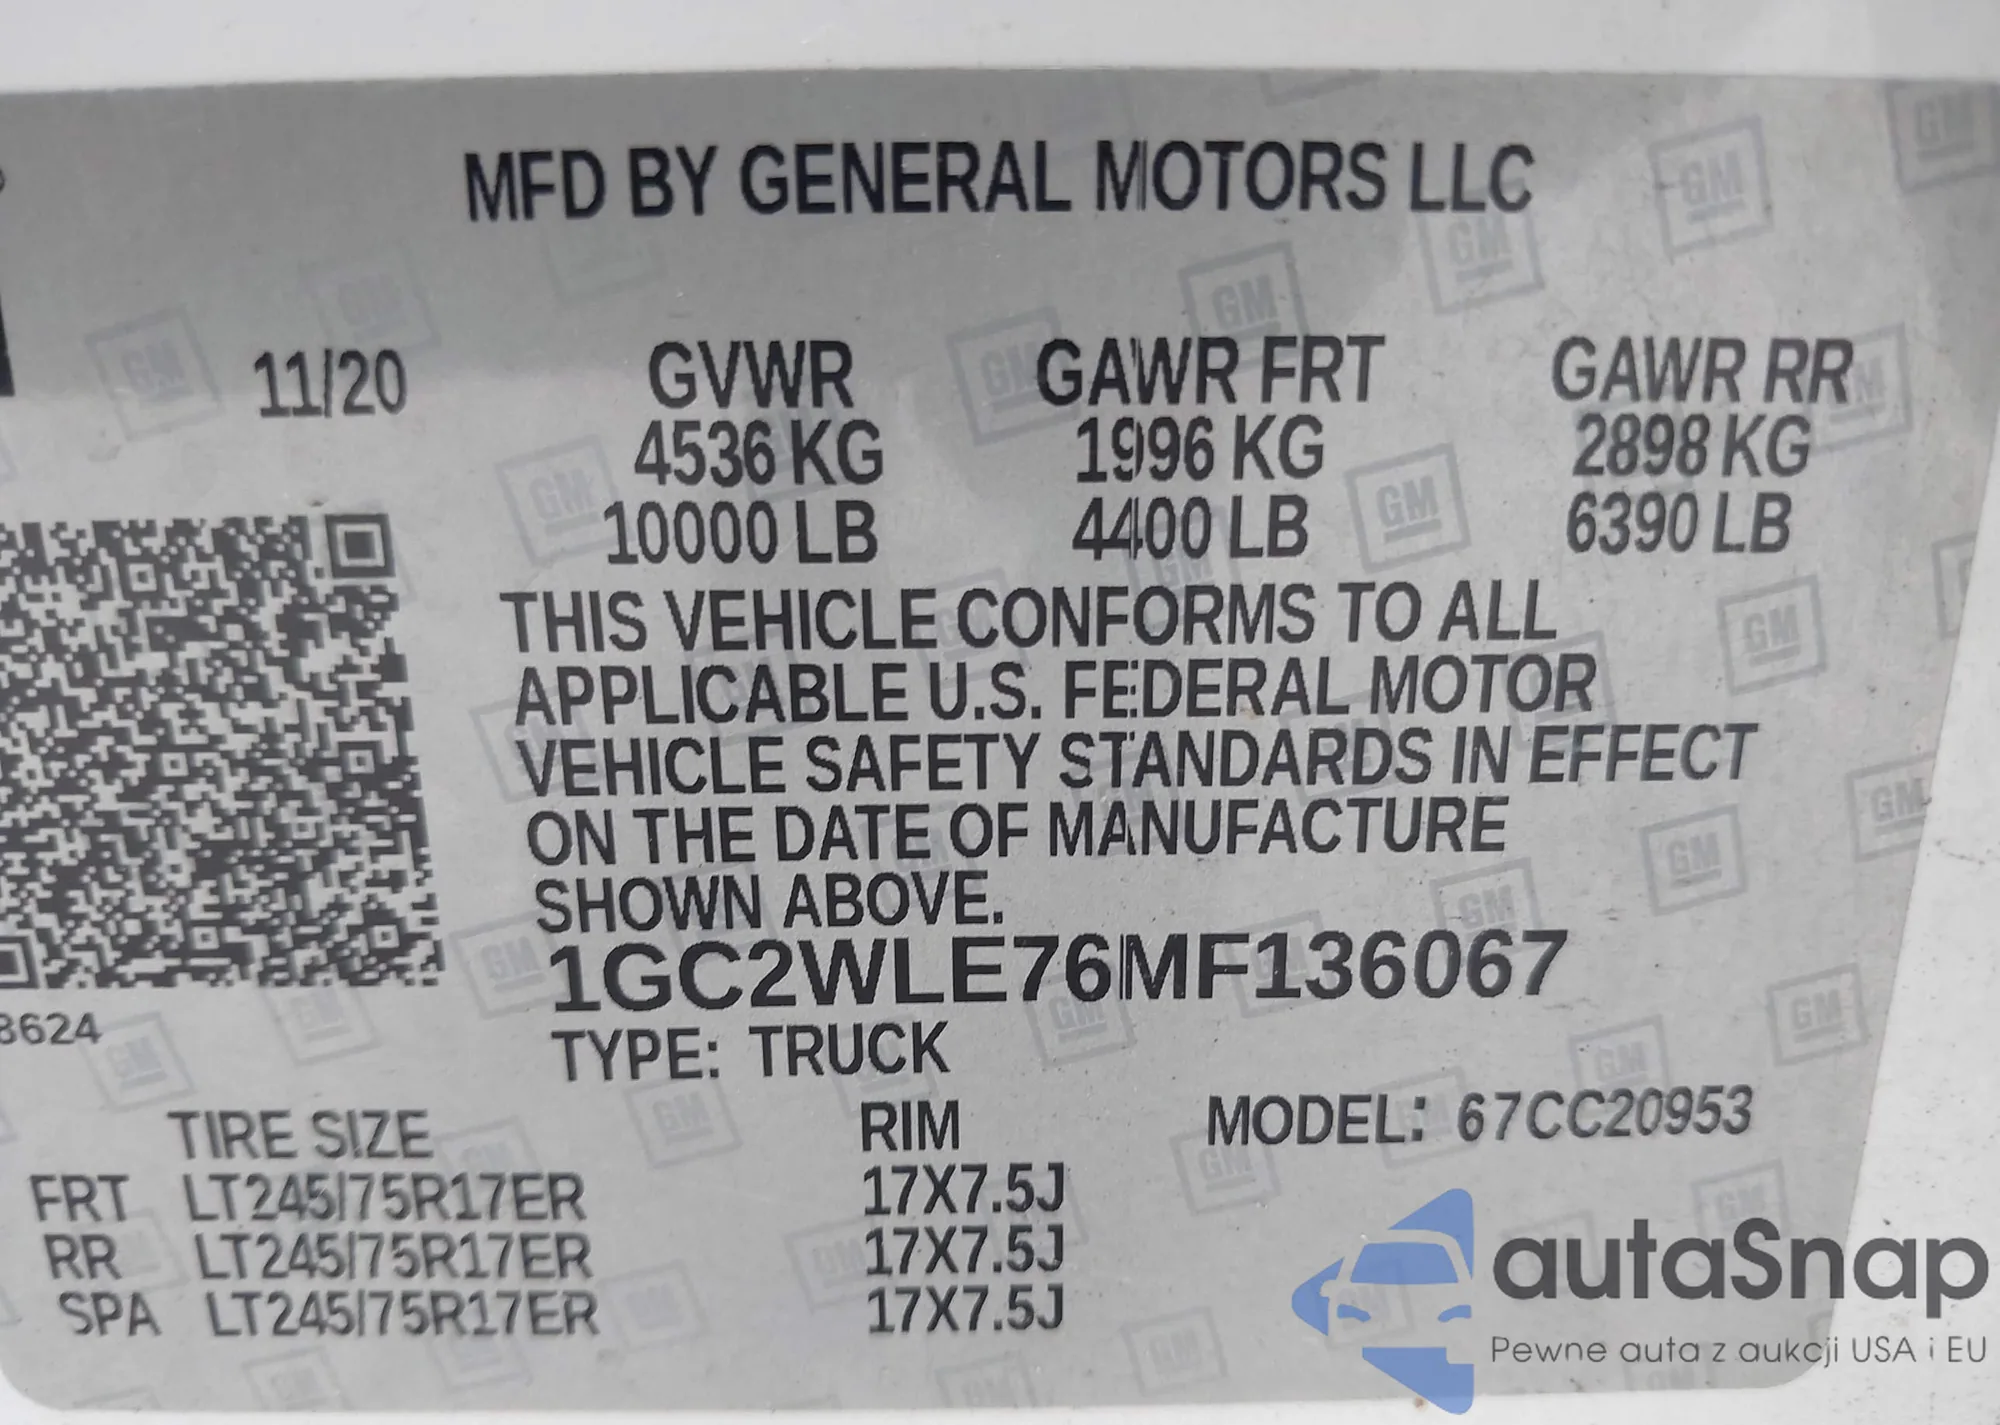 MFD BY GENERAL MOTORS LLC
11/20 GVWR GAWR FRT GAWR RR
4536 KG 1996 KG 2898 KG
10000 LB 4400 LB 6390 LB
THIS VEHICLE CONFORMS TO ALL
APPLICABLE U.S. FEDERAL MOTOR
VEHICLE SAFETY STANDARDS IN EFFECT
ON THE DATE OF MANUFACTURE
SHOWN ABOVE.
1GC2WLE76MF136067
8624
TYPE: TRUCK
TIRE SIZE RIM MODEL: 67CC20953
FRT LT245/75R17ER 17X7.5J
RR LT245/75R17ER 17X7.5J
SPA LT245/75R17ER 17X7.5J
autaSnap
Pewne auta z aukcji USA i EU